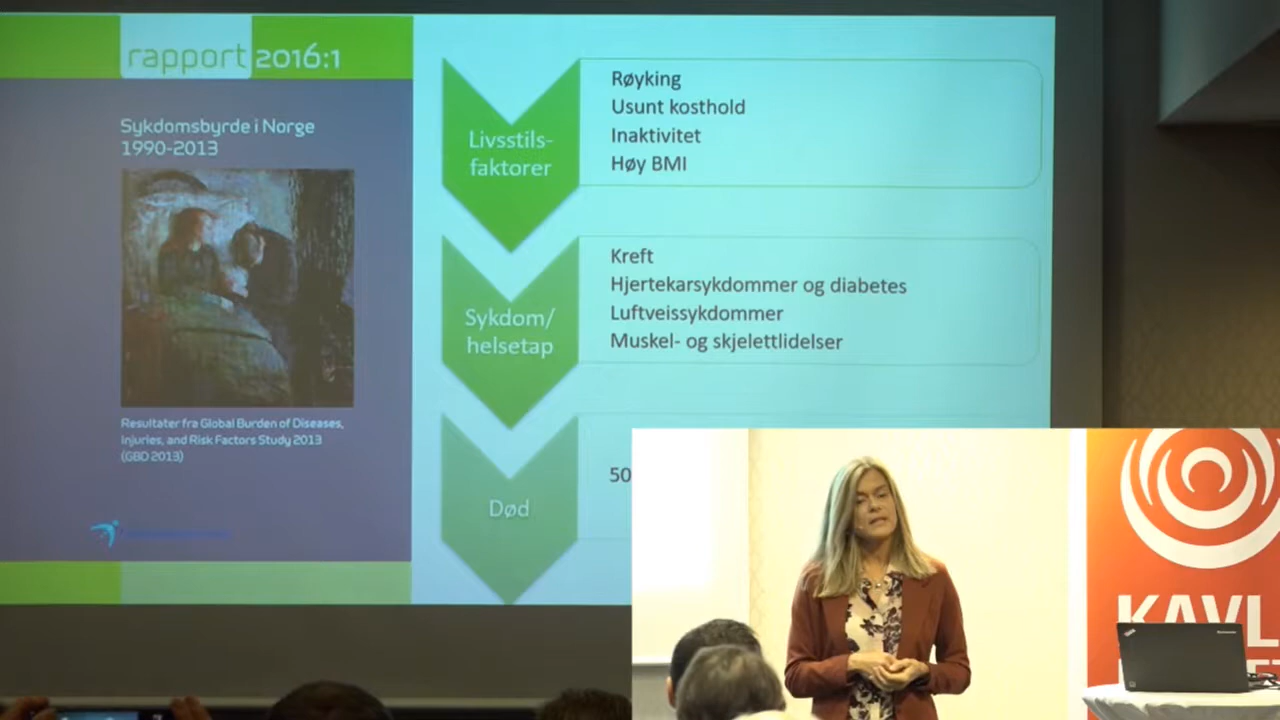 rapport 2016:1
Sykdomsbyrde i Norge
1990-2013
Resultater fra Global Burden of Diseases,
Injuries, and Risk Factors Study 2013
(GBD 2013)
Livsstils-
faktorer
Røyking
Usunt kosthold
Inaktivitet
Høy BMI
Sykdom/
helsetap
Kreft
Hjertekarsykdommer og diabetes
Luftveissykdommer
Muskel- og skjelettlidelser
Død
50
KAVL